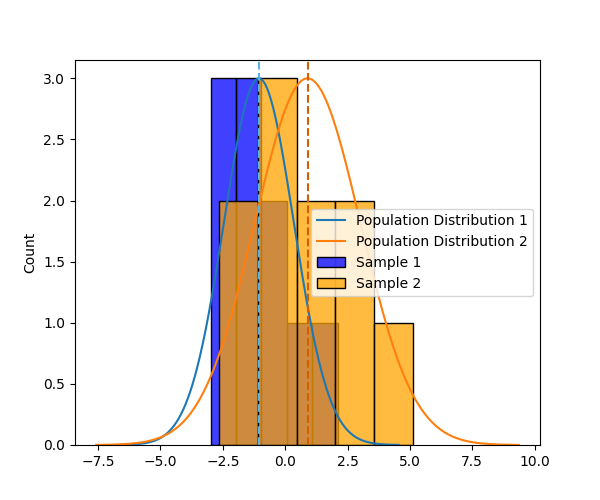 3.0
2.5
2.0
1.5
1.0
0.5
0.0
Count
Population Distribution 1
Population Distribution 2
Sample 1
Sample 2
−7.5 −5.0 −2.5 0.0 2.5 5.0 7.5 10.0